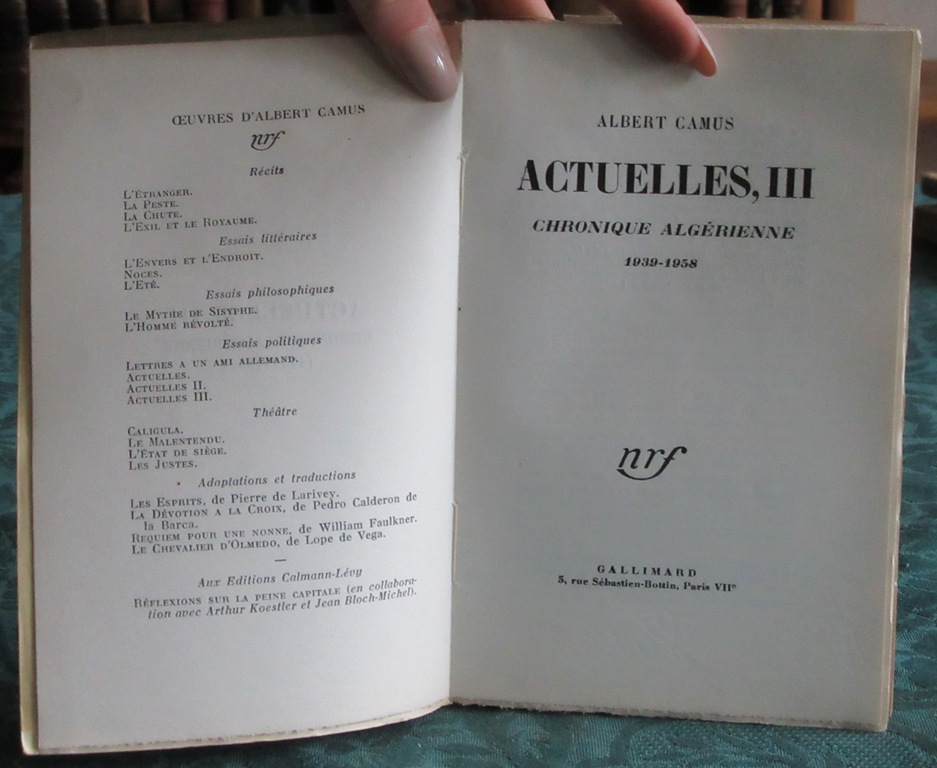 ŒUVRES D'ALBERT CAMUS
nrf
Récits
L'ÉTRANGER.
LA PESTE.
LA CHUTE.
L'EXIL ET LE ROYAUME.
Essais littéraires
L'ENVERS ET L'ENDROIT.
NOCES.
L'ÉTÉ.
Essais philosophiques
LE MYTHE DE SISYPHE.
L'HOMME RÉVOLTÉ.
Essais politiques
LETTRES A UN AMI ALLEMAND.
ACTUELLES.
ACTUELLES II.
ACTUELLES III.
Théâtre
CALIGULA.
LE MALENTENDU.
L'ÉTAT DE SIÈGE.
LES JUSTES.
Adaptations et traductions
LES ESPRITS, de Pierre de Larivey.
LA DÉVOTION A LA CROIX, de Pedro Calderon de
la Barca.
REQUIEM POUR UNE NONNE, de William Faulkner.
LE CHEVALIER D'OLMEDO, de Lope de Vega.
—
Aux Editions Calmann-Lévy
RÉFLEXIONS SUR LA PEINE CAPITALE (en collabora-
tion avec Arthur Koestler et Jean Bloch-Michel).
ALBERT CAMUS
ACTUELLES, III
CHRONIQUE ALGÉRIENNE
1939-1958
nrf
GALLIMARD
5, rue Sébastien-Bottin, Paris VIIe